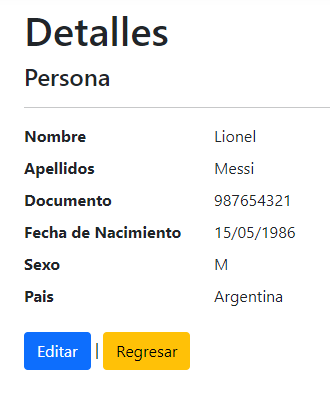 Detalles
Persona
Nombre Lionel
Apellidos Messi
Documento 987654321
Fecha de Nacimiento 15/05/1986
Sexo M
Pais Argentina
Editar | Regresar